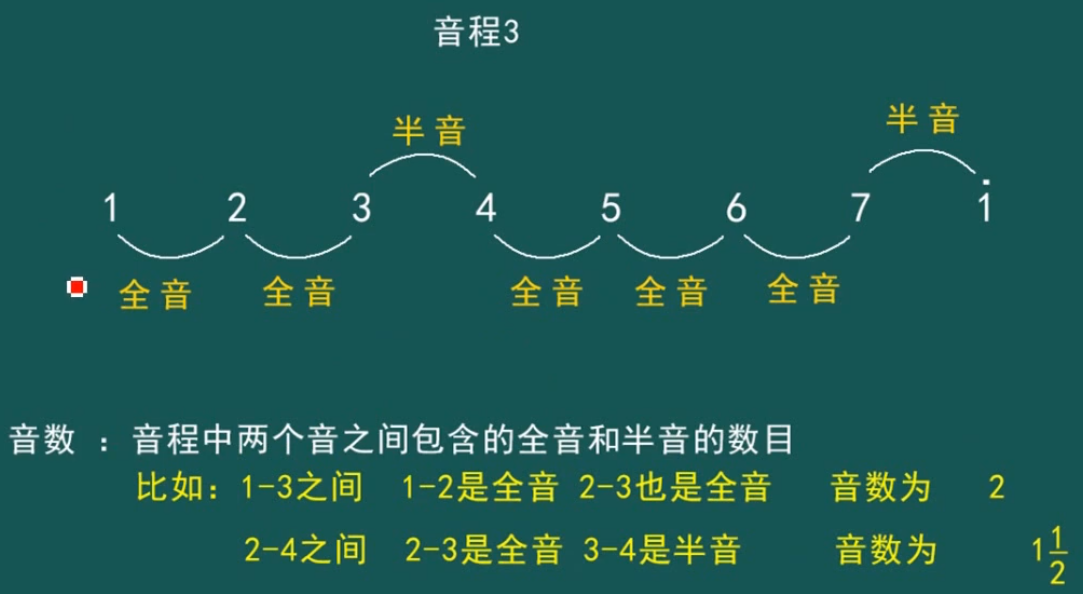 音程3
半音 半音
1 2 3 4 5 6 7 1̇
全音 全音 全音 全音 全音
音数 ：音程中两个音之间包含的全音和半音的数目
比如：1-3之间 1-2是全音 2-3也是全音 音数为 2
2-4之间 2-3是全音 3-4是半音 音数为 1½